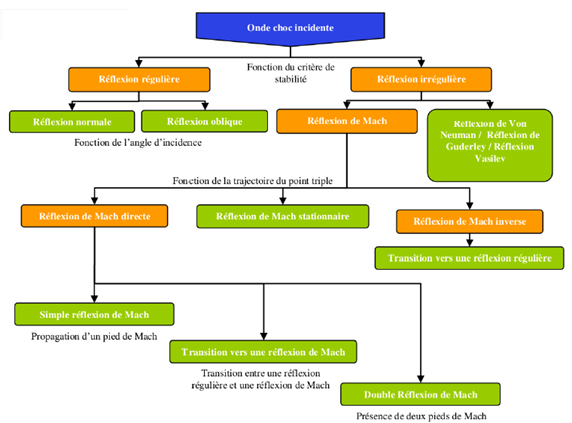 Onde choc incidente
Fonction du critère de
stabilité
Réflexion régulière
Réflexion irrégulière
Réflexion normale
Réflexion oblique
Réflexion de Mach
Réflexion de Von
Neuman / Réflexion de
Guderley / Réflexion
Vasilev
Fonction de l'angle d'incidence
Fonction de la trajectoire du point triple
Réflexion de Mach directe
Réflexion de Mach stationnaire
Réflexion de Mach inverse
Transition vers une réflexion régulière
Simple réflexion de Mach
Propagation d'un pied de Mach
Transition vers une réflexion de Mach
Transition entre une réflexion
régulière et une réflexion de Mach
Double Réflexion de Mach
Présence de deux pieds de Mach